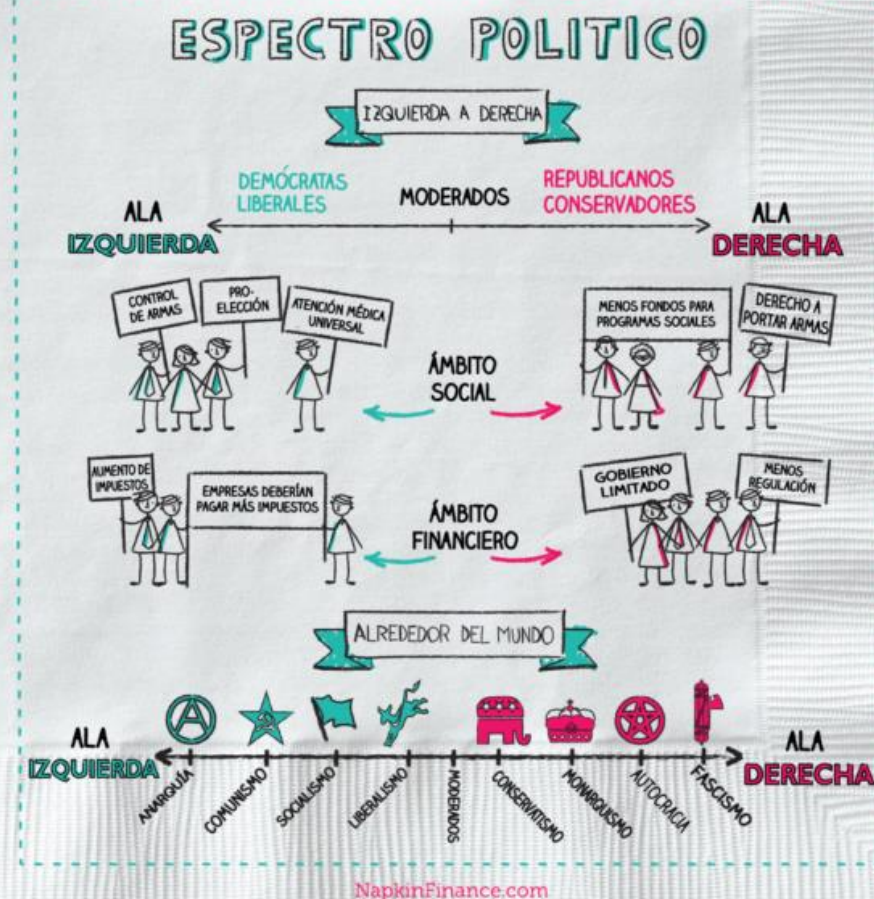 ESPECTRO POLITICO
IZQUIERDA A DERECHA
DEMÓCRATAS
LIBERALES
MODERADOS
REPUBLICANOS
CONSERVADORES
ALA
IZQUIERDA
ALA
DERECHA
CONTROL
DE ARMAS
PRO-
ELECCIÓN
ATENCIÓN MÉDICA
UNIVERSAL
ÁMBITO
SOCIAL
MENOS FONDOS PARA
PROGRAMAS SOCIALES
DERECHO A
PORTAR ARMAS
AUMENTO DE
IMPUESTOS
EMPRESAS DEBERÍAN
PAGAR MÁS IMPUESTOS
ÁMBITO
FINANCIERO
GOBIERNO
LIMITADO
MENOS
REGULACIÓN
ALREDEDOR DEL MUNDO
ALA
IZQUIERDA
ANARQUÍA
COMUNISMO
SOCIALISMO
LIBERALISMO
MODERADOS
CONSERVATISMO
MONARQUISMO
AUTOCRACIA
FASCISMO
ALA
DERECHA
NapkinFinance.com